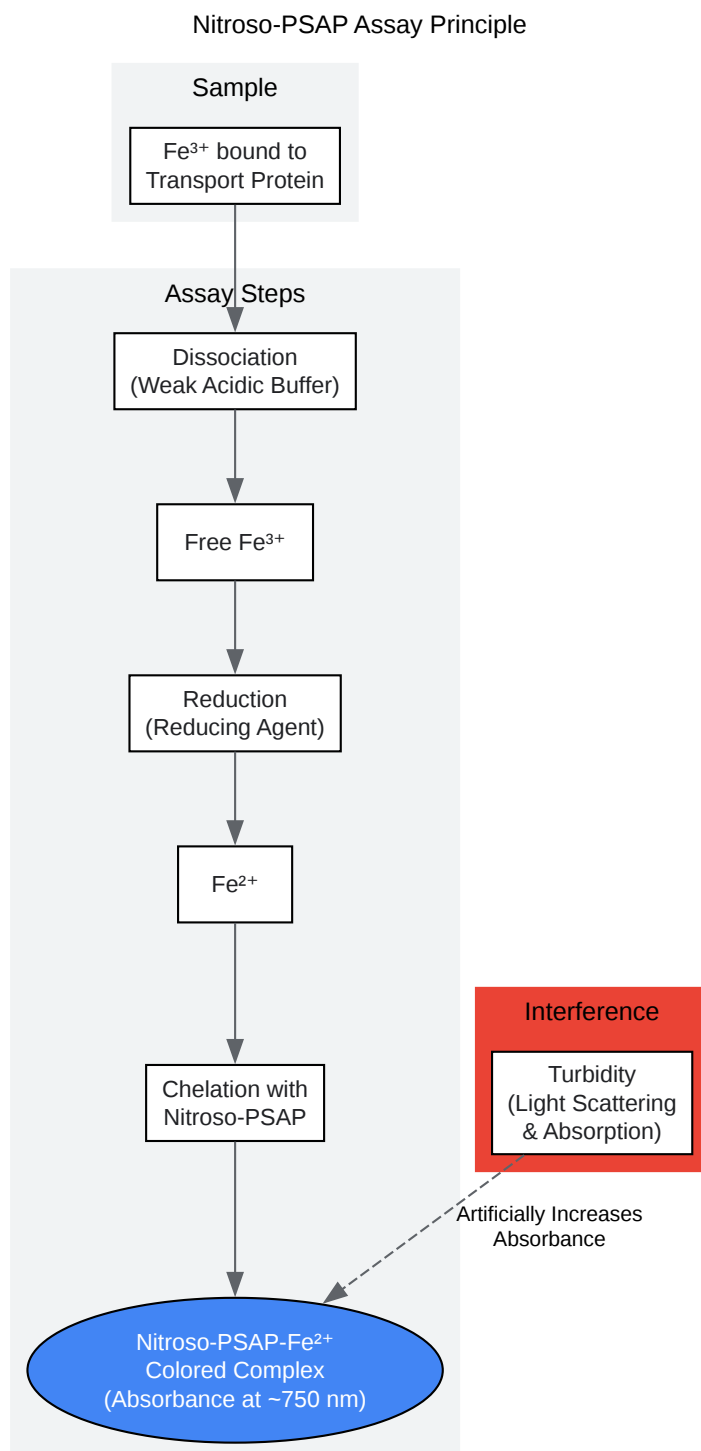 Nitroso-PSAP Assay Principle
Sample
Fe³⁺ bound to
Transport Protein
Assay Steps
Dissociation
(Weak Acidic Buffer)
Free Fe³⁺
Reduction
(Reducing Agent)
Fe²⁺
Chelation with
Nitroso-PSAP
Interference
Turbidity
(Light Scattering
& Absorption)
Artificially Increases
Absorbance
Nitroso-PSAP-Fe²⁺
Colored Complex
(Absorbance at ~750 nm)